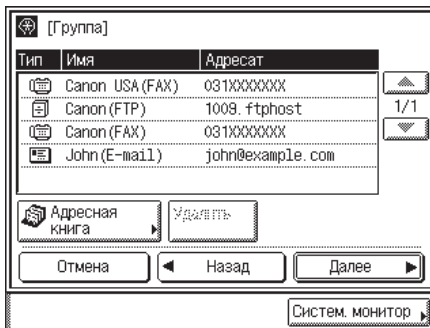 [Группа]
Тип Имя Адресат
Canon USA(FAX) 031XXXXXXX
Canon(FTP) 1009.ftphost
Canon(FAX) 031XXXXXXX
John(E-mail) john@example.com
1/1
Адресная книга
Удалить
Отмена Назад Далее
Систем. монитор